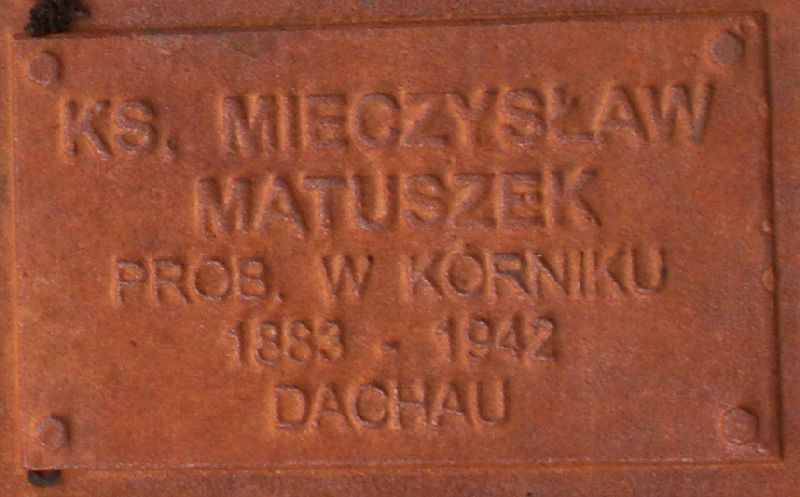 KS. MIECZYSŁAW
MATUSZEK
PROB. W KÓRNIKU
1883 - 1942
DACHAU